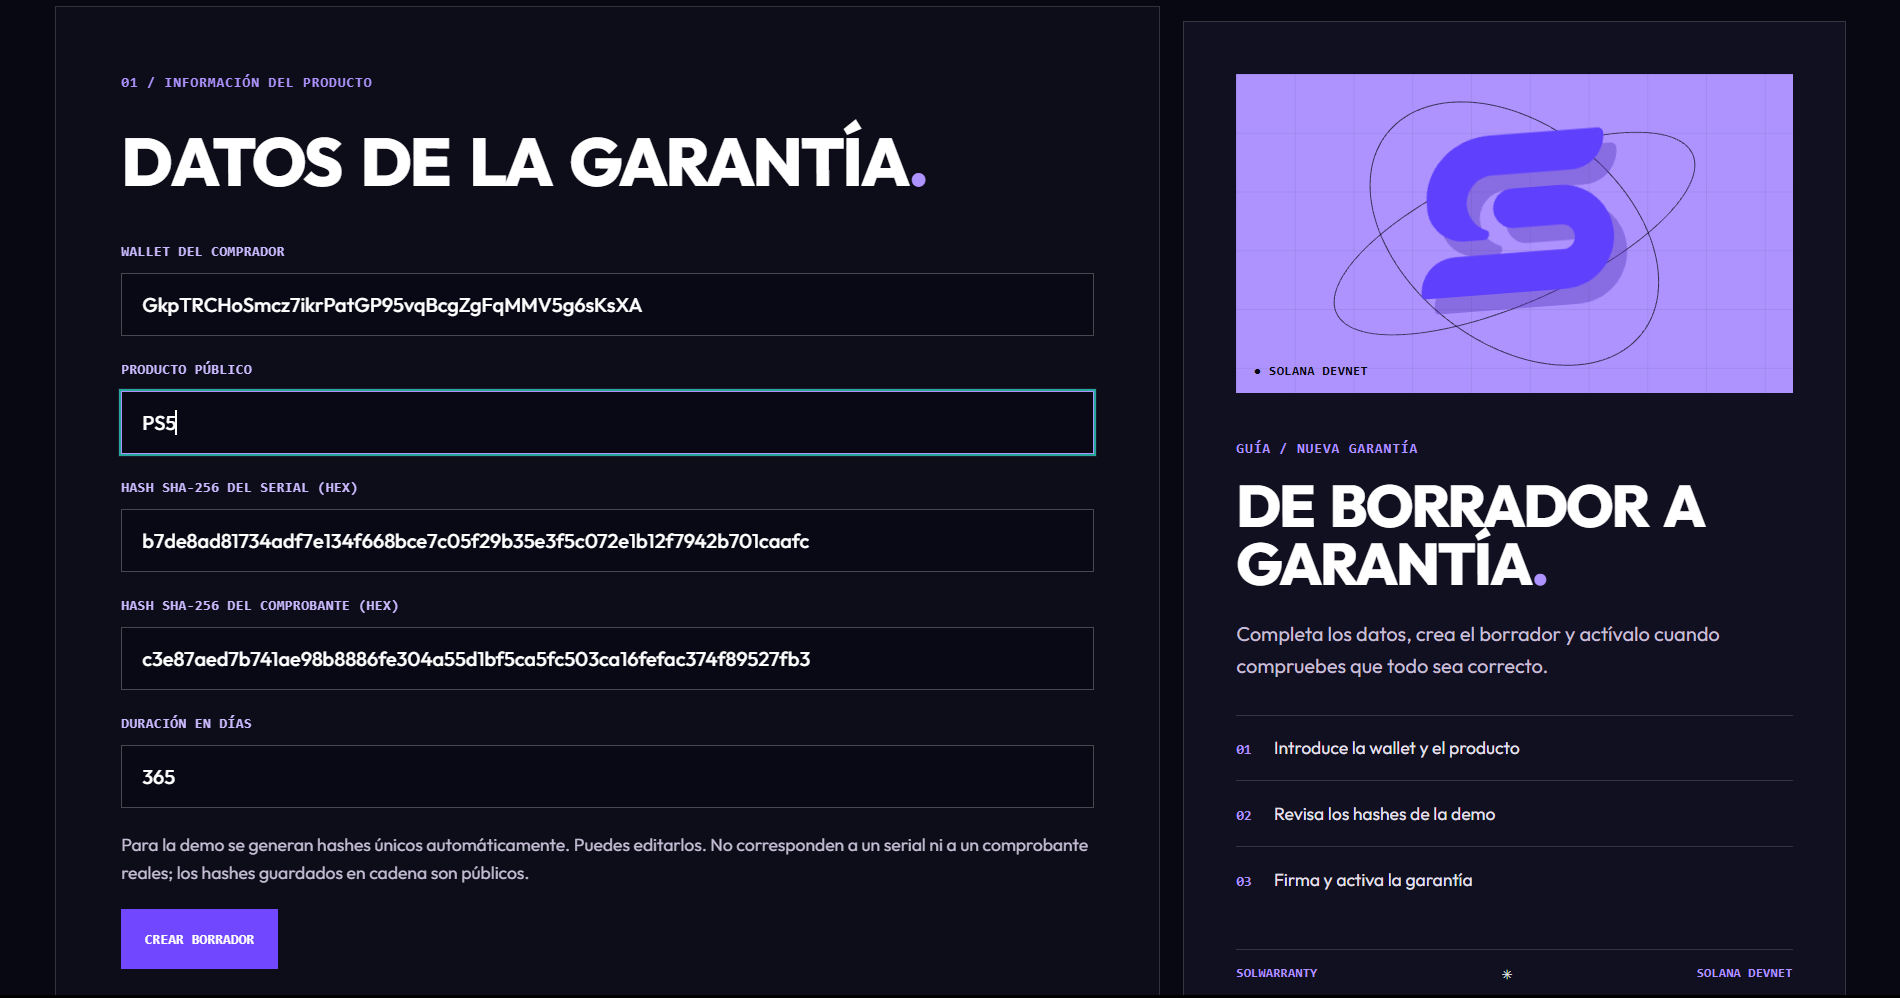 01 / INFORMACIÓN DEL PRODUCTO
DATOS DE LA GARANTÍA.
WALLET DEL COMPRADOR
GkpTRCHoSmcz7ikrPatGP95vqBcgZgFqMMV5g6sKsXA
PRODUCTO PÚBLICO
PS5
HASH SHA-256 DEL SERIAL (HEX)
b7de8ad81734adf7e134f668bce7c05f29b35e3f5c072e1b12f7942b701caafc
HASH SHA-256 DEL COMPROBANTE (HEX)
c3e87aed7b741ae98b8886fe304a55d1bf5ca5fc503ca16fefac374f89527fb3
DURACIÓN EN DÍAS
365
Para la demo se generan hashes únicos automáticamente. Puedes editarlos. No corresponden a un serial ni a un comprobante
reales; los hashes guardados en cadena son públicos.
CREAR BORRADOR
SOLANA DEVNET
GUÍA / NUEVA GARANTÍA
DE BORRADOR A
GARANTÍA.
Completa los datos, crea el borrador y actívalo cuando
compruebes que todo sea correcto.
01 Introduce la wallet y el producto
02 Revisa los hashes de la demo
03 Firma y activa la garantía
SOLWARRANTY
SOLANA DEVNET